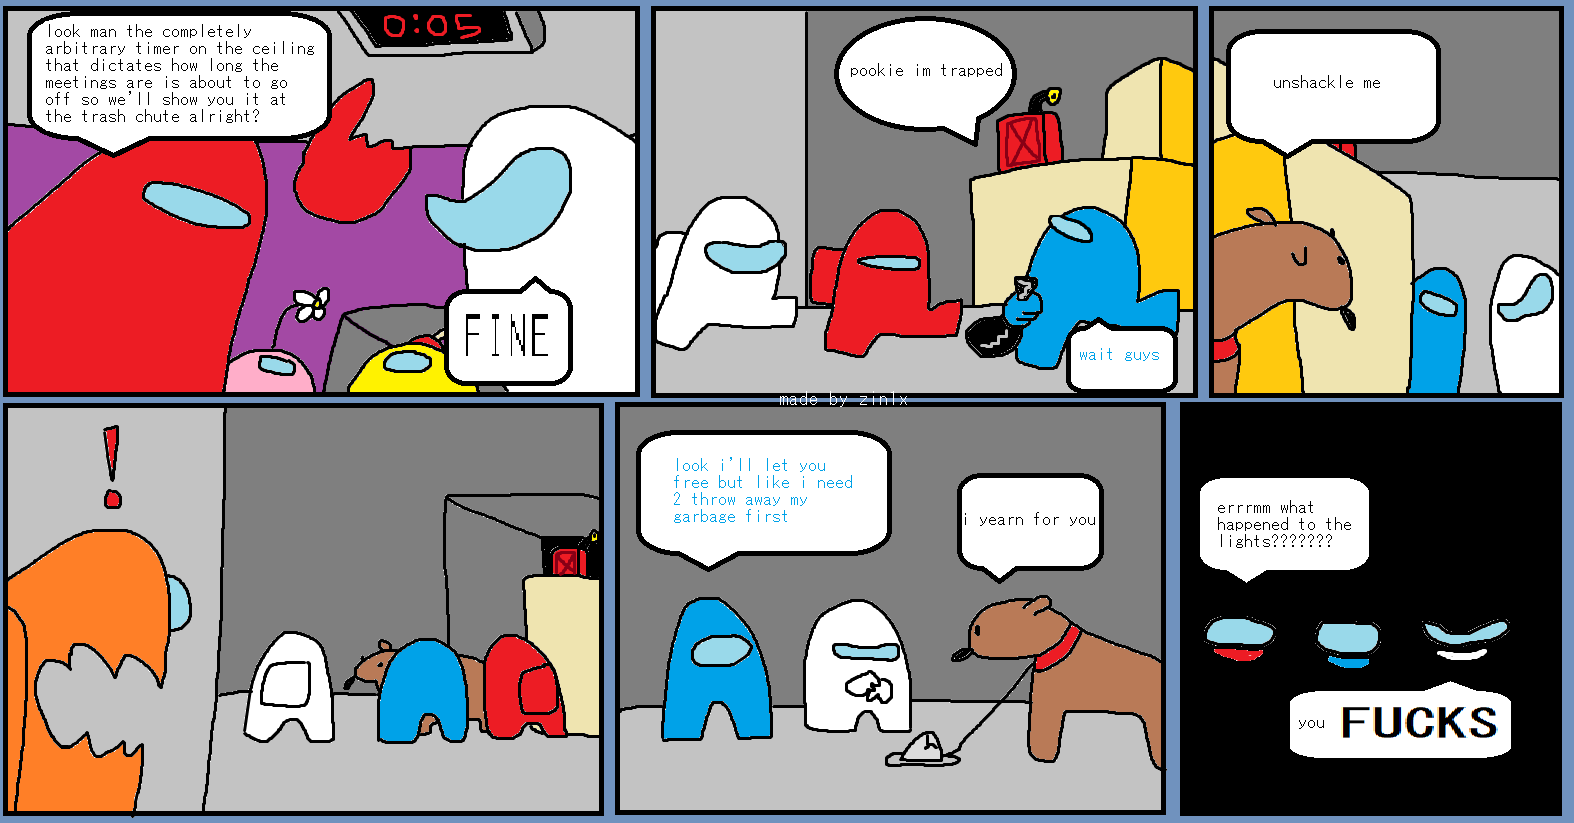 look man the completely
arbitrary timer on the ceiling
that dictates how long the
meetings are is about to go
off so we'll show you it at
the trash chute alright?
0:05
FINE
pookie im trapped
wait guys
unshackle me
made by zinlx
!
look i'll let you
free but like i need
2 throw away my
garbage first
i yearn for you
errrmm what
happened to the
lights???????
you FUCKS